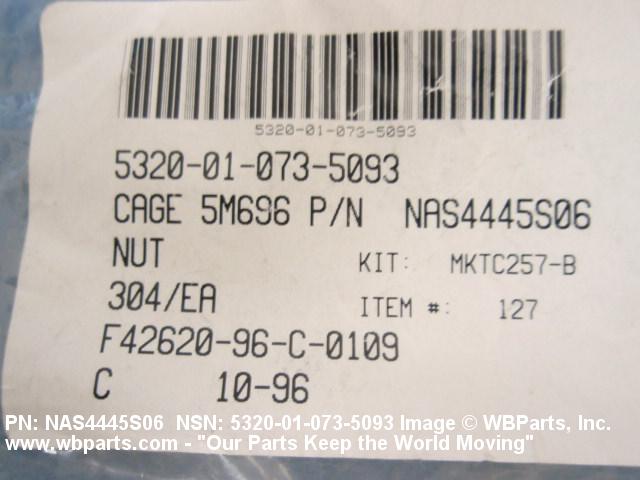 5320-01-073-5093
5320-01-073-5093
CAGE 5M696 P/N NAS4445S06
NUT KIT: MKTC257-B
304/EA ITEM #: 127
F42620-96-C-0109
C 10-96
PN: NAS4445S06 NSN: 5320-01-073-5093 Image © WBParts, Inc.
www.wbparts.com - "Our Parts Keep the World Moving"